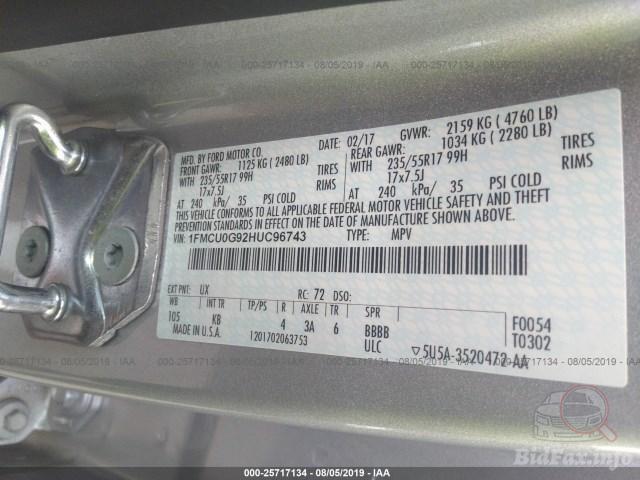 000-25717134 - 08/05/2019 - IAA
MFD. BY FORD MOTOR CO.
02/17 GVWR: 2159 KG ( 4760 LB)
FRONT GAWR: 1125 KG ( 2480 LB)
REAR GAWR: 1034 KG ( 2280 LB)
WITH 235/55R17 99H TIRES
WITH 235/55R17 99H TIRES
17x7.5J RIMS
17x7.5J RIMS
AT 240 kPa/ 35 PSI COLD
AT 240 kPa/ 35 PSI COLD
THIS VEHICLE CONFORMS TO ALL APPLICABLE FEDERAL MOTOR VEHICLE SAFETY AND THEFT
PREVENTION STANDARDS IN EFFECT ON THE DATE OF MANUFACTURE SHOWN ABOVE.
VIN: 1FMCU0G92HUC96743 TYPE: MPV
EXT PNT: UX RC: 72 DSO:
WB INT TR TP/PS R AXLE TR SPR
105 KB 4 3A 6 BBBB
F0054
T0302
MADE IN U.S.A. 1201702063753 ULC ▽5U5A-3520472-AA
BidFax.info
000-25717134 - 08/05/2019 - IAA